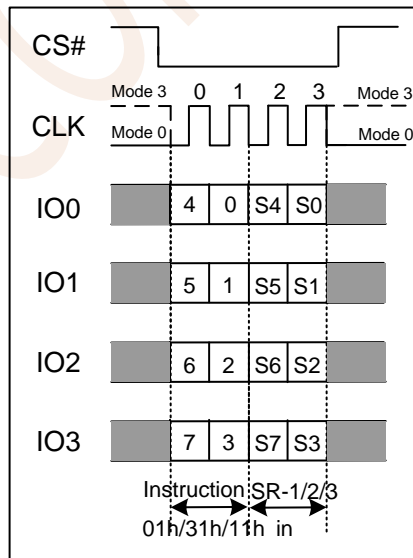 CS#
Mode 3 0 1 2 3 Mode 3
CLK
Mode 0 Mode 0
IO0 4 0 S4 S0
IO1 5 1 S5 S1
IO2 6 2 S6 S2
IO3 7 3 S7 S3
Instruction SR-1/2/3
01h/31h/11h in